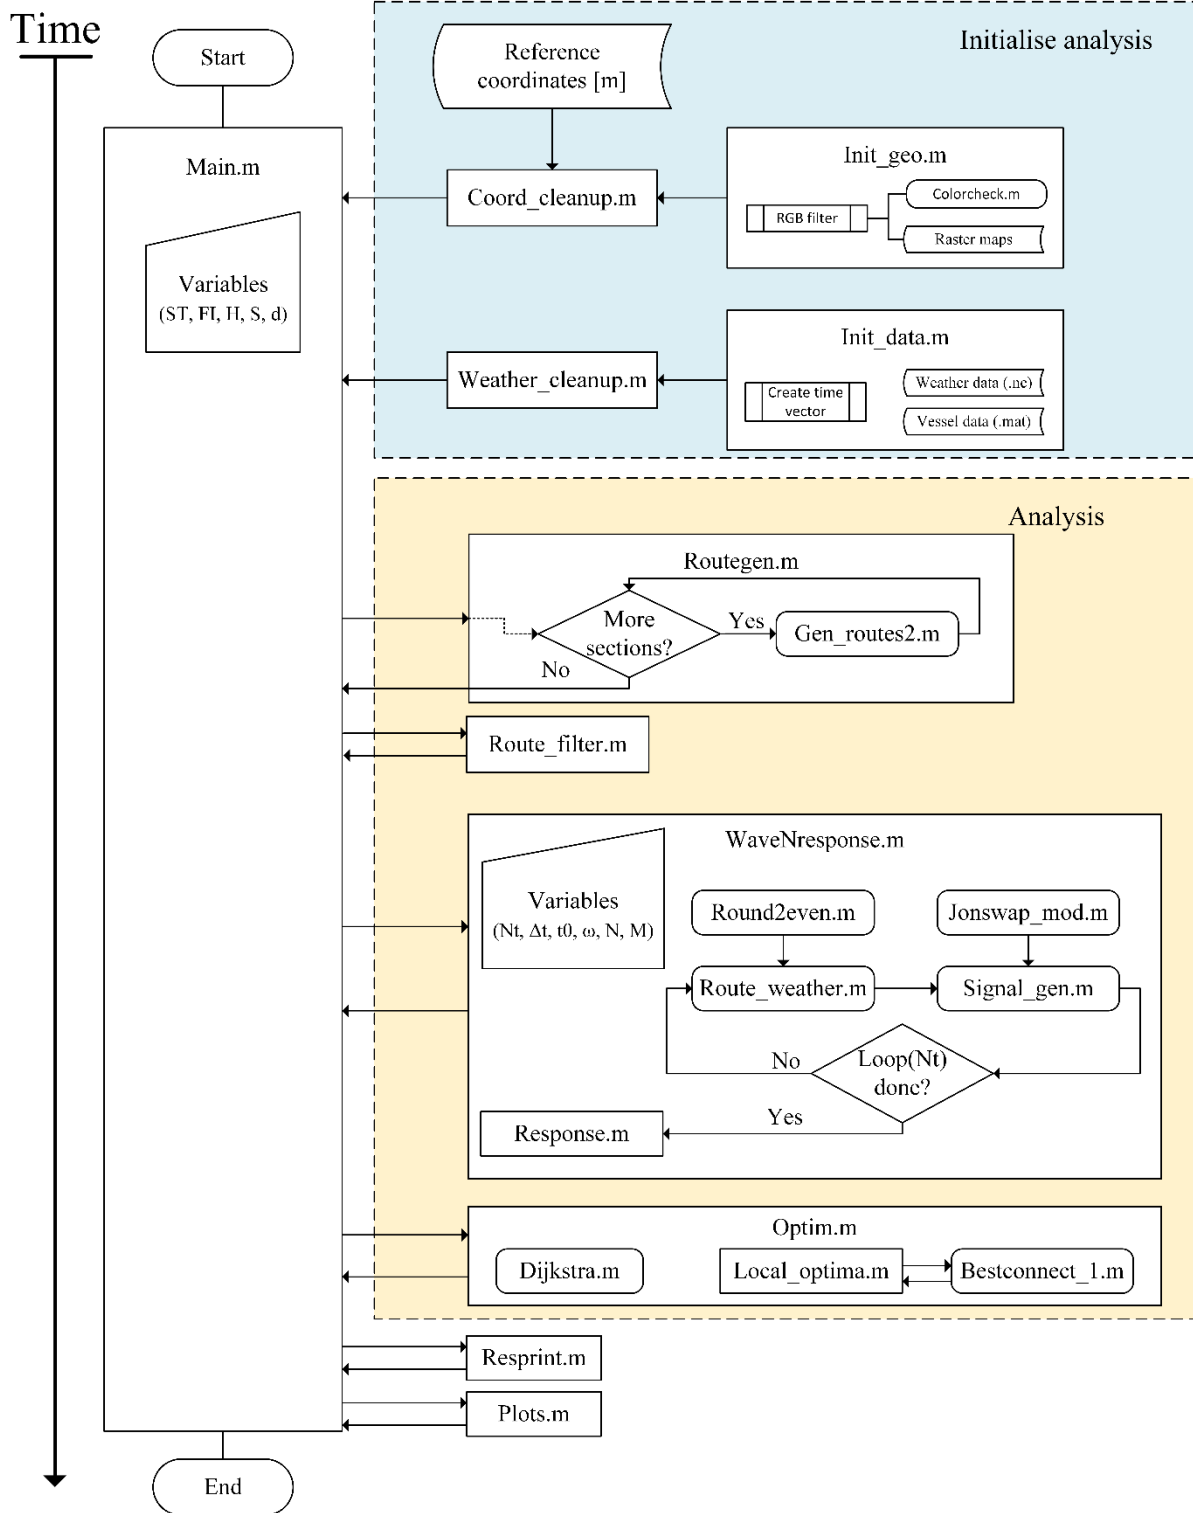 Time
Start
Reference
coordinates [m]
Initialise analysis
Main.m
Variables
(ST, FI, H, S, d)
Coord_cleanup.m
Init_geo.m
RGB filter
Colorcheck.m
Raster maps
Weather_cleanup.m
Init_data.m
Create time
vector
Weather data (.nc)
Vessel data (.mat)
Analysis
Routegen.m
More
sections?
Yes
Gen_routes2.m
No
Route_filter.m
WaveNresponse.m
Variables
(Nt, Δt, t0, ω, N, M)
Round2even.m
Jonswap_mod.m
Route_weather.m
Signal_gen.m
No
Loop(Nt)
done?
Yes
Response.m
Optim.m
Dijkstra.m
Local_optima.m
Bestconnect_1.m
Resprint.m
Plots.m
End